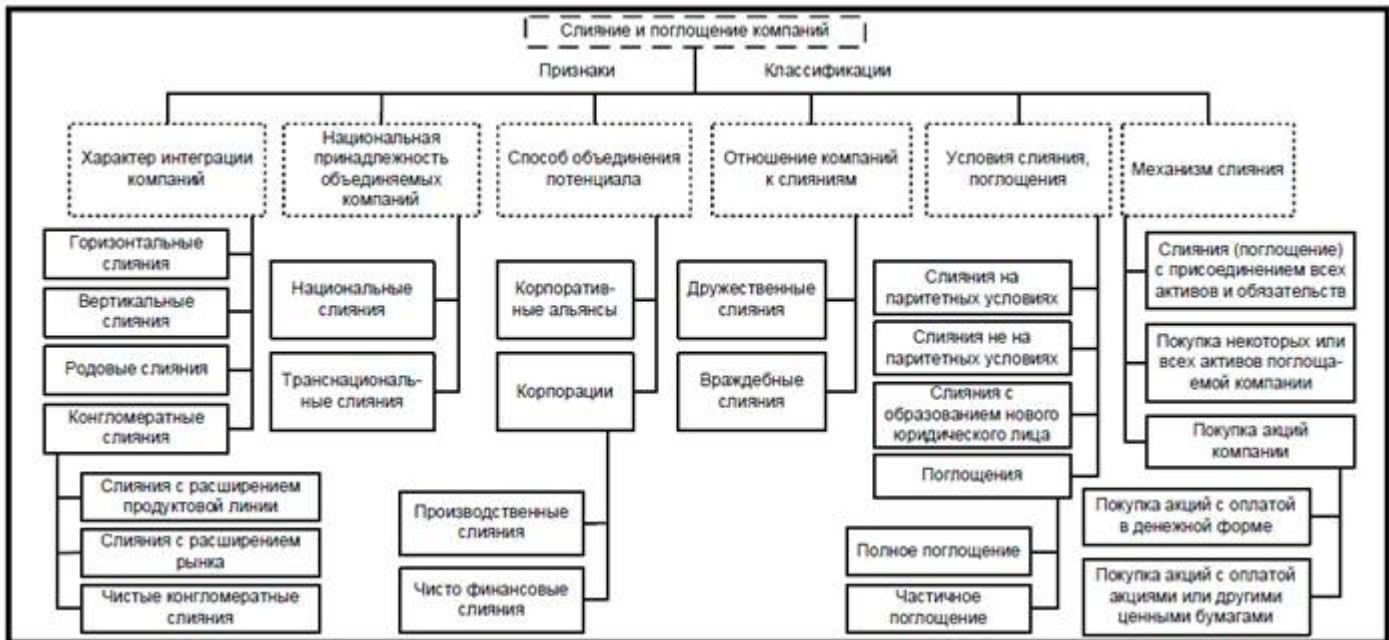 Слияние и поглощение компаний
Признаки
Классификации
Характер интеграции
компаний
Национальная
принадлежность
объединяемых
компаний
Способ объединения
потенциала
Отношение компаний
к слияниям
Условия слияния,
поглощения
Механизм слияния
Горизонтальные
слияния
Вертикальные
слияния
Родовые слияния
Конгломератные
слияния
Слияния с расширением
продуктовой линии
Слияния с расширением
рынка
Чистые конгломератные
слияния
Национальные
слияния
Транснациональ-
ные слияния
Корпоратив-
ные альянсы
Корпорации
Производственные
слияния
Чисто финансовые
слияния
Дружественные
слияния
Враждебные
слияния
Слияния на
паритетных условиях
Слияния не на
паритетных условиях
Слияния с
образованием нового
юридического лица
Поглощения
Полное поглощение
Частичное
поглощение
Слияния (поглощение)
с присоединением всех
активов и обязательств
Покупка некоторых или
всех активов поглоща-
емой компании
Покупка акций
компании
Покупка акций с оплатой
в денежной форме
Покупка акций с оплатой
акциями или другими
ценными бумагами